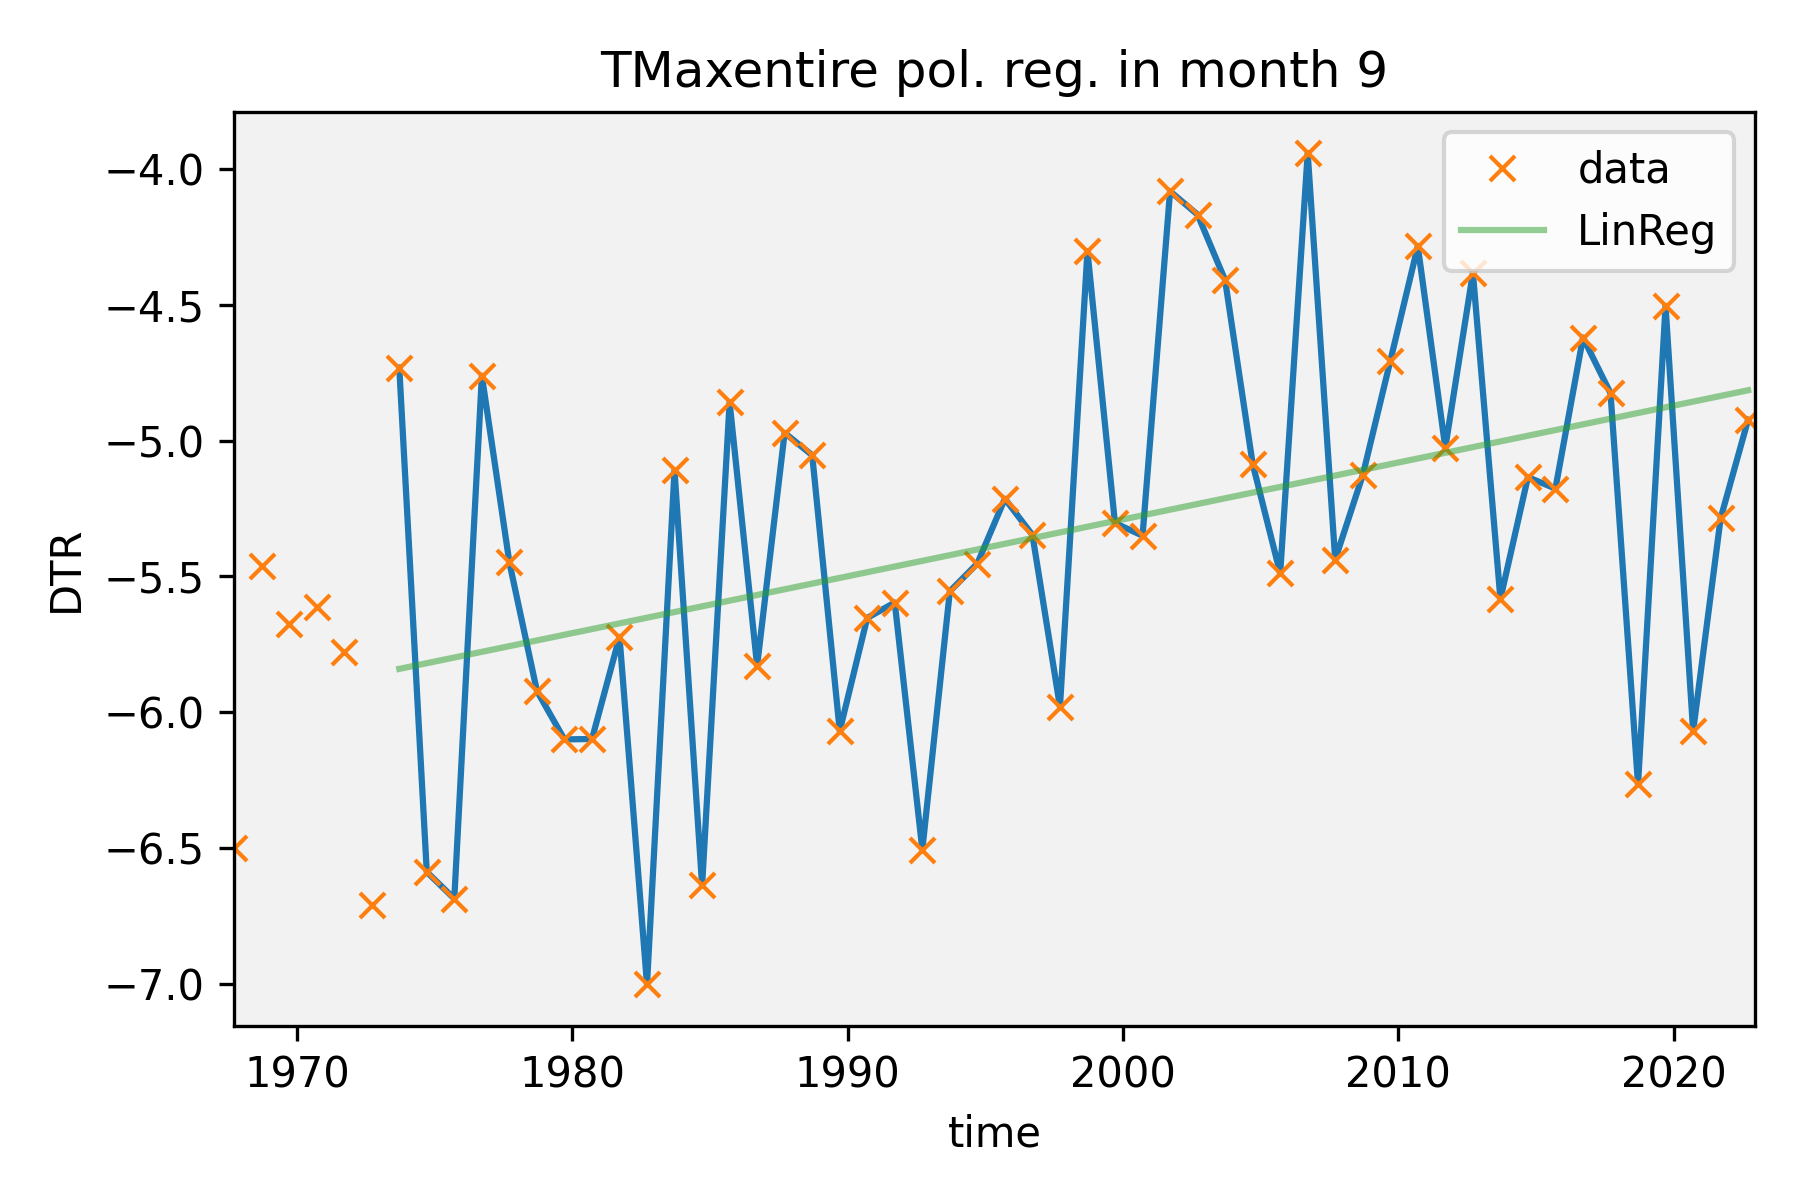 TMaxentire pol. reg. in month 9
data
LinReg
−4.0
−4.5
−5.0
−5.5
−6.0
−6.5
−7.0
DTR
1970 1980 1990 2000 2010 2020
time